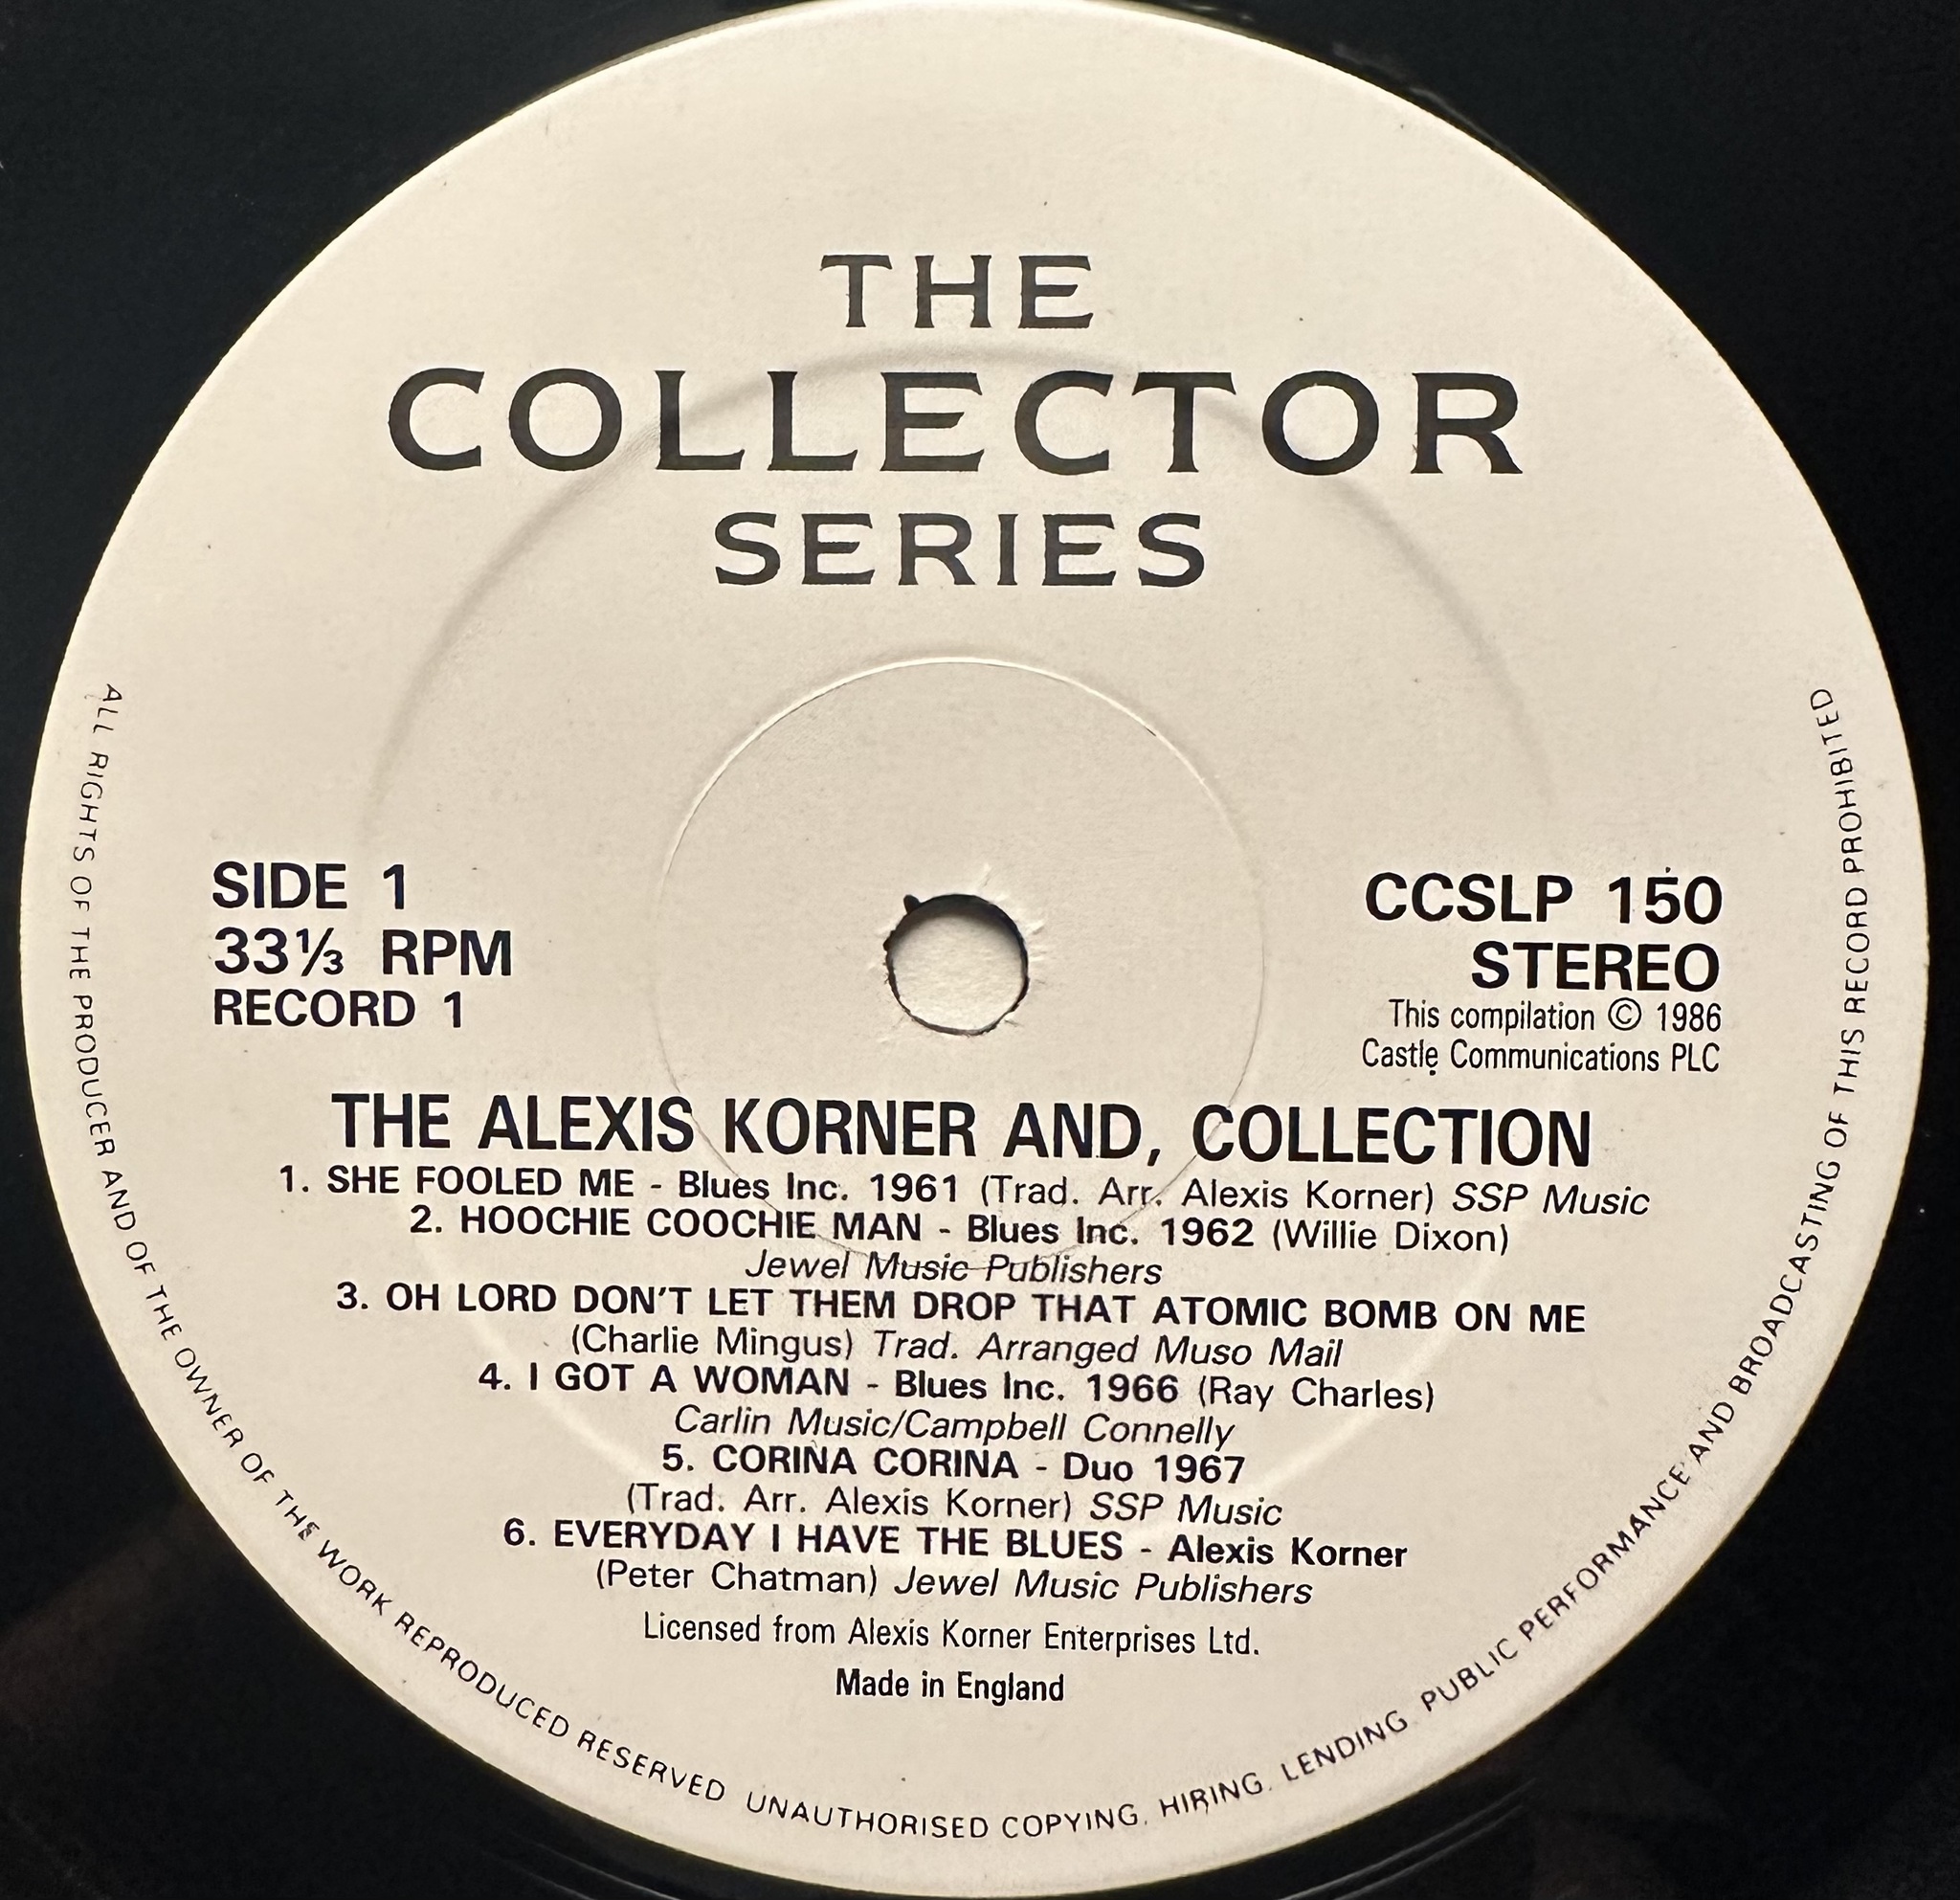 THE
COLLECTOR
SERIES
SIDE 1
33⅓ RPM
RECORD 1
CCSLP 150
STEREO
This compilation © 1986
Castle Communications PLC
THE ALEXIS KORNER AND, COLLECTION
1. SHE FOOLED ME - Blues Inc. 1961 (Trad. Arr. Alexis Korner) SSP Music
2. HOOCHIE COOCHIE MAN - Blues Inc. 1962 (Willie Dixon)
Jewel Music Publishers
3. OH LORD DON'T LET THEM DROP THAT ATOMIC BOMB ON ME
(Charlie Mingus) Trad. Arranged Muso Mail
4. I GOT A WOMAN - Blues Inc. 1966 (Ray Charles)
Carlin Music/Campbell Connelly
5. CORINA CORINA - Duo 1967
(Trad. Arr. Alexis Korner) SSP Music
6. EVERYDAY I HAVE THE BLUES - Alexis Korner
(Peter Chatman) Jewel Music Publishers
Licensed from Alexis Korner Enterprises Ltd.
Made in England
ALL RIGHTS OF THE PRODUCER AND OF THE OWNER OF THE WORK REPRODUCED RESERVED UNAUTHORISED COPYING, HIRING, LENDING, PUBLIC PERFORMANCE AND BROADCASTING OF THIS RECORD PROHIBITED